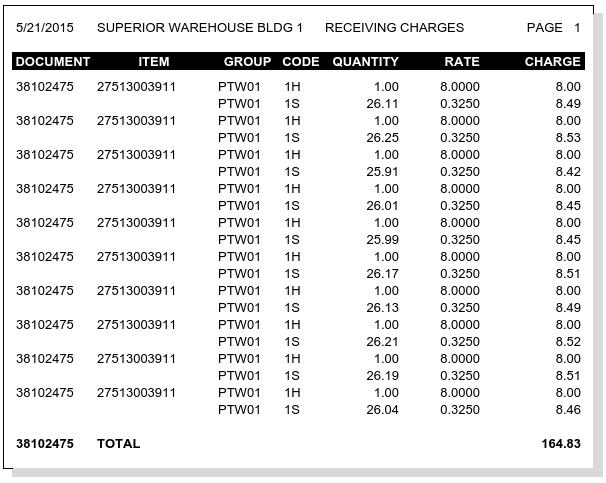 5/21/2015 SUPERIOR WAREHOUSE BLDG 1 RECEIVING CHARGES PAGE 1
DOCUMENT ITEM GROUP CODE QUANTITY RATE CHARGE
38102475 27513003911 PTW01 1H 1.00 8.0000 8.00
PTW01 1S 26.11 0.3250 8.49
38102475 27513003911 PTW01 1H 1.00 8.0000 8.00
PTW01 1S 26.25 0.3250 8.53
38102475 27513003911 PTW01 1H 1.00 8.0000 8.00
PTW01 1S 25.91 0.3250 8.42
38102475 27513003911 PTW01 1H 1.00 8.0000 8.00
PTW01 1S 26.01 0.3250 8.45
38102475 27513003911 PTW01 1H 1.00 8.0000 8.00
PTW01 1S 25.99 0.3250 8.45
38102475 27513003911 PTW01 1H 1.00 8.0000 8.00
PTW01 1S 26.17 0.3250 8.51
38102475 27513003911 PTW01 1H 1.00 8.0000 8.00
PTW01 1S 26.13 0.3250 8.49
38102475 27513003911 PTW01 1H 1.00 8.0000 8.00
PTW01 1S 26.21 0.3250 8.52
38102475 27513003911 PTW01 1H 1.00 8.0000 8.00
PTW01 1S 26.19 0.3250 8.51
38102475 27513003911 PTW01 1H 1.00 8.0000 8.00
PTW01 1S 26.04 0.3250 8.46
38102475 TOTAL 164.83